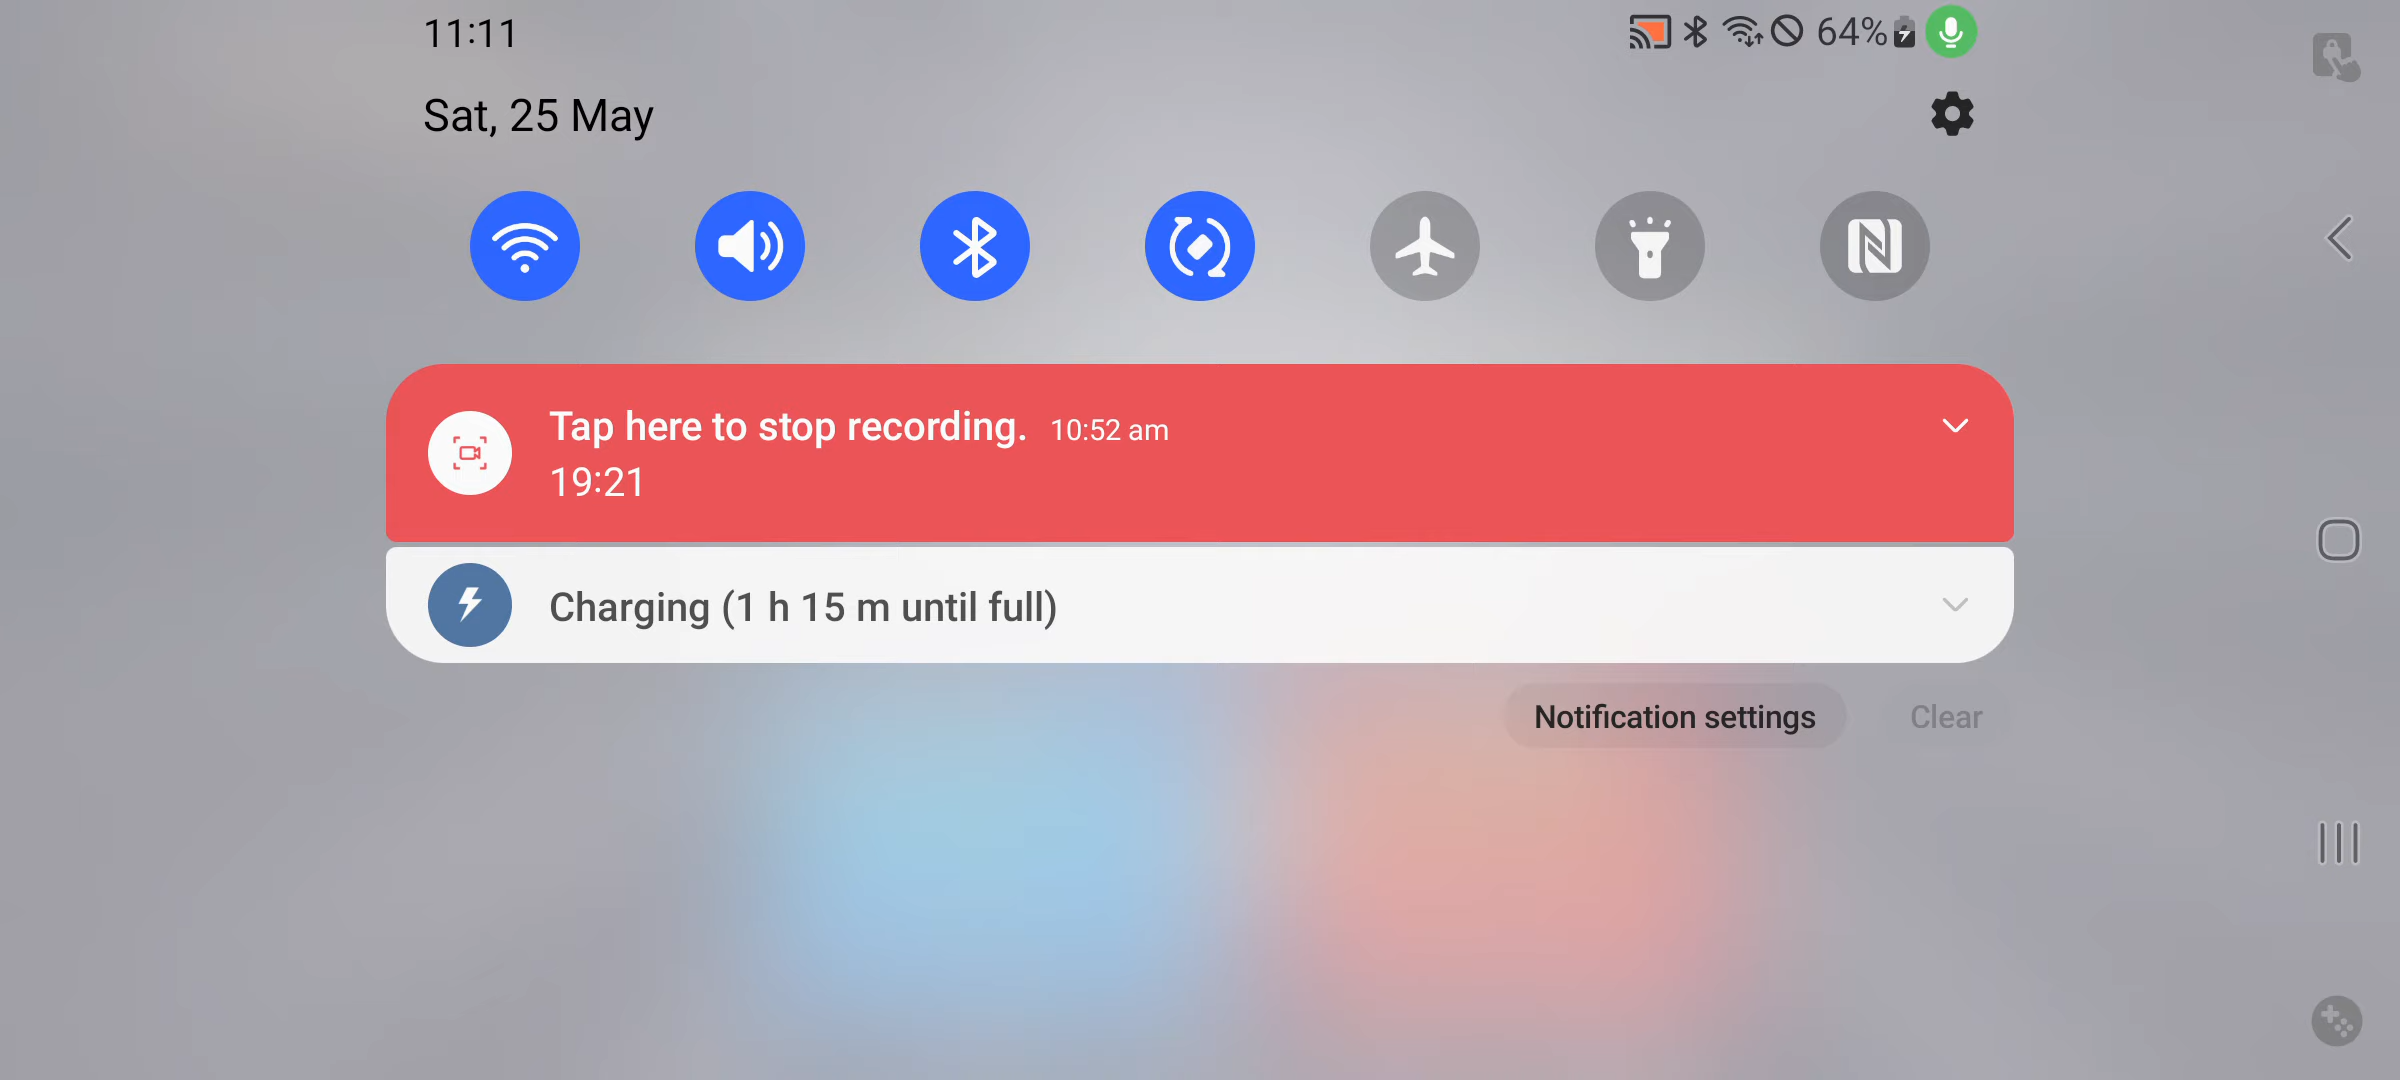 11:11
64%
Sat, 25 May
Tap here to stop recording. 10:52 am
19:21
Charging (1 h 15 m until full)
Notification settings
Clear